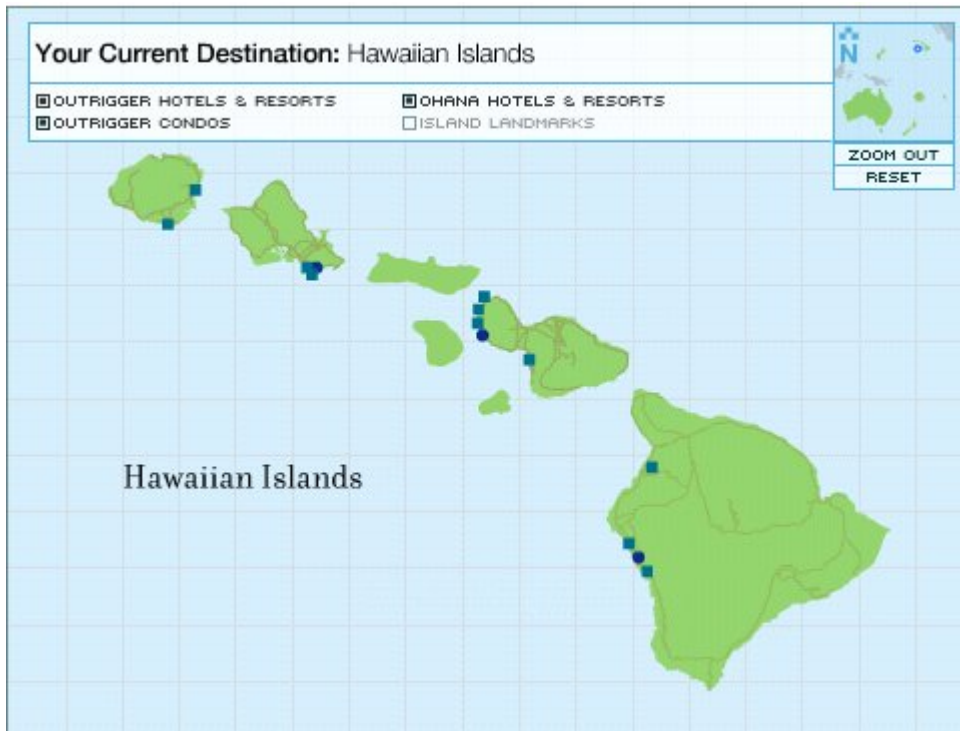 Your Current Destination: Hawaiian Islands
OUTRIGGER HOTELS & RESORTS
OHANA HOTELS & RESORTS
OUTRIGGER CONDOS
ISLAND LANDMARKS
N
ZOOM OUT
RESET
Hawaiian Islands